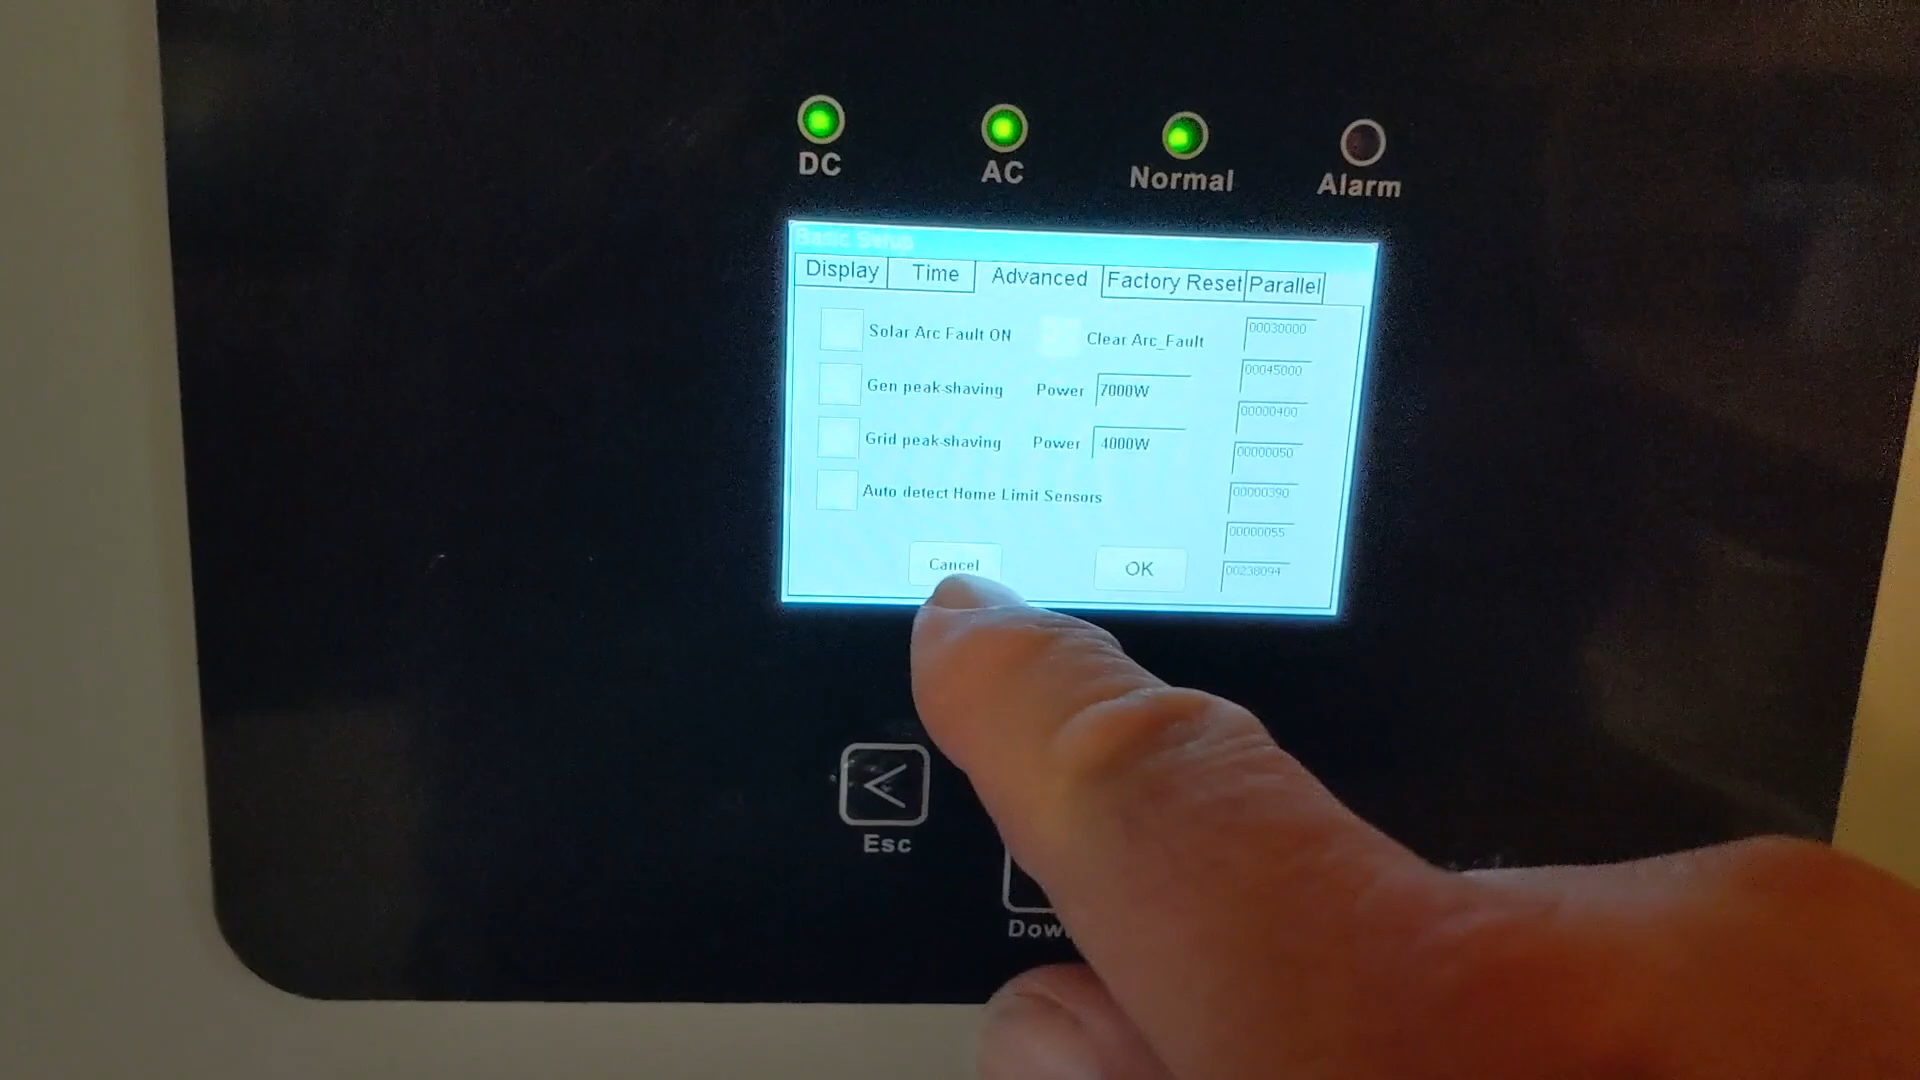 DC
AC
Normal
Alarm
Basic Setup
Display Time Advanced Factory Reset Parallel
Solar Arc Fault ON Clear Arc_Fault 00030000
00045000
Gen peak-shaving Power 7000W
00000400
Grid peak-shaving Power 4000W
00000050
Auto detect Home Limit Sensors 00000390
00000055
Cancel OK 00238094
<
Esc